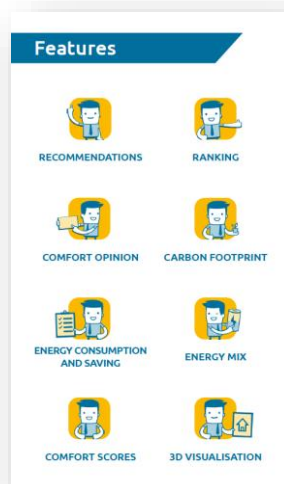 Features
RECOMMENDATIONS
RANKING
COMFORT OPINION
CARBON FOOTPRINT
ENERGY CONSUMPTION
AND SAVING
ENERGY MIX
COMFORT SCORES
3D VISUALISATION